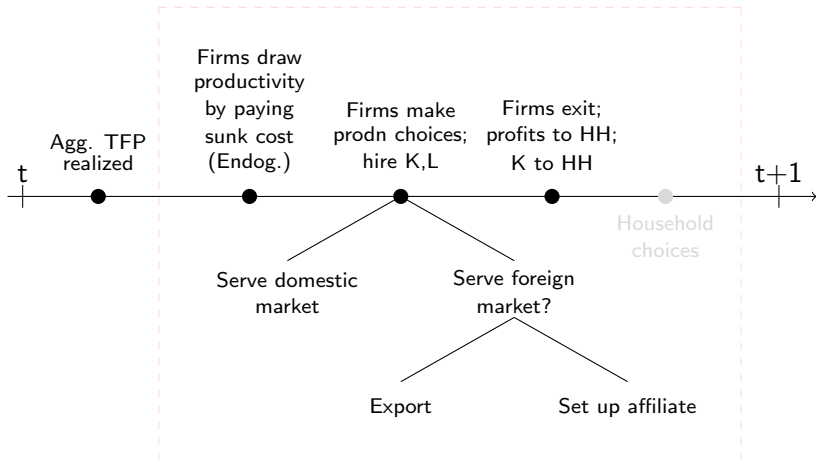 Firms draw
productivity
by paying
sunk cost
(Endog.)
Firms make
prodn choices;
hire K,L
Firms exit;
profits to HH;
K to HH
Agg. TFP
realized
t
t+1
Household
choices
Serve domestic
market
Serve foreign
market?
Export
Set up affiliate